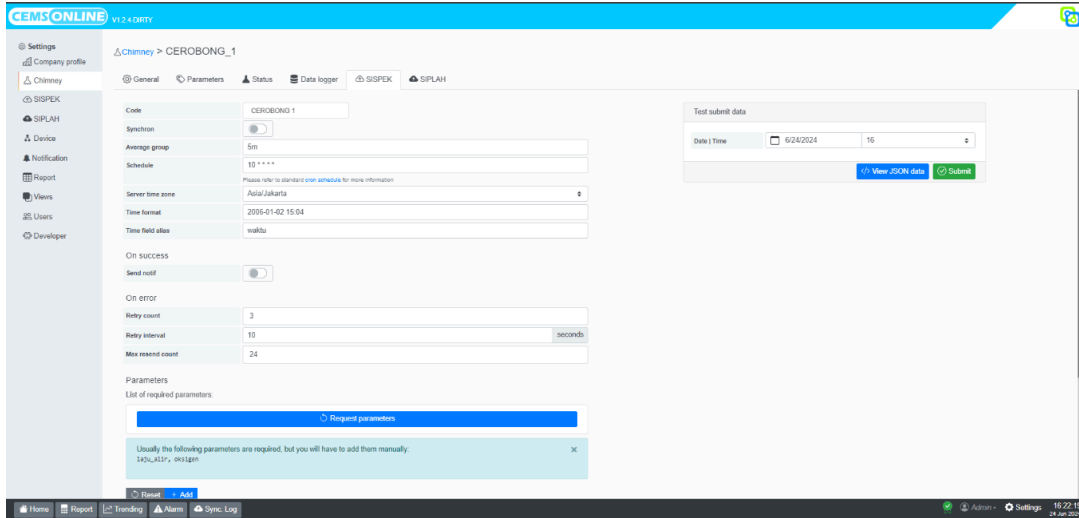 CEMSONLINE V1.2.4-DIRTY
Settings
Company profile
Chimney
SISPEK
SIPLAH
Device
Notification
Report
Views
Users
Developer
Chimney > CEROBONG_1
General Parameters Status Data logger SISPEK SIPLAH
Code CEROBONG 1
Synchron
Average group 5m
Schedule 10 * * * *
Please refer to standard cron schedule for more information
Server time zone Asia/Jakarta
Time format 2006-01-02 15:04
Time field alias waktu
On success
Send notif
On error
Retry count 3
Retry interval 10 seconds
Max resend count 24
Parameters
List of required parameters:
Request parameters
Usually the following parameters are required, but you will have to add them manually: ×
laju_alir, oksigen
Reset + Add
Test submit data
Date | Time 6/24/2024 16
</> View JSON data Submit
Home Report Trending Alarm Sync. Log Admin Settings 16:22:15
24 Jun 202